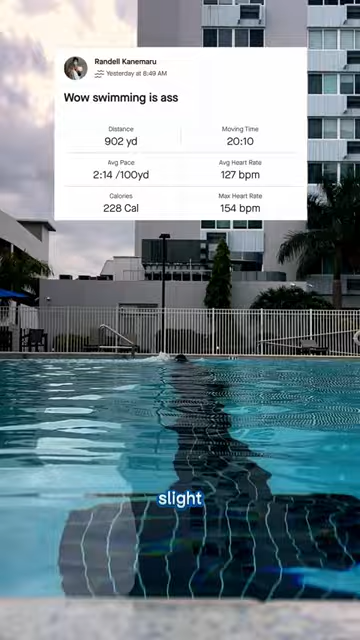 Randell Kanemaru
Yesterday at 8:49 AM
Wow swimming is ass
Distance
Moving Time
902 yd
20:10
Avg Pace
Avg Heart Rate
2:14 /100yd
127 bpm
Calories
Max Heart Rate
228 Cal
154 bpm
slight